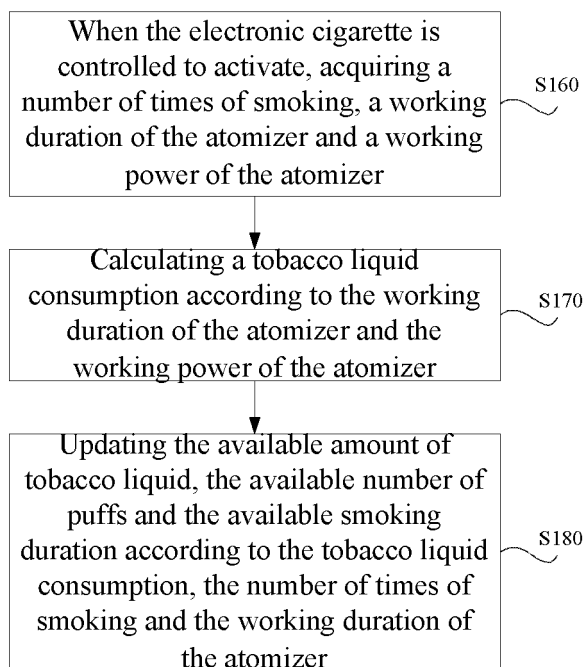 When the electronic cigarette is
controlled to activate, acquiring a
number of times of smoking, a working
duration of the atomizer and a working
power of the atomizer
S160
Calculating a tobacco liquid
consumption according to the working
duration of the atomizer and the
working power of the atomizer
S170
Updating the available amount of
tobacco liquid, the available number of
puffs and the available smoking
duration according to the tobacco liquid
consumption, the number of times of
smoking and the working duration of
the atomizer
S180